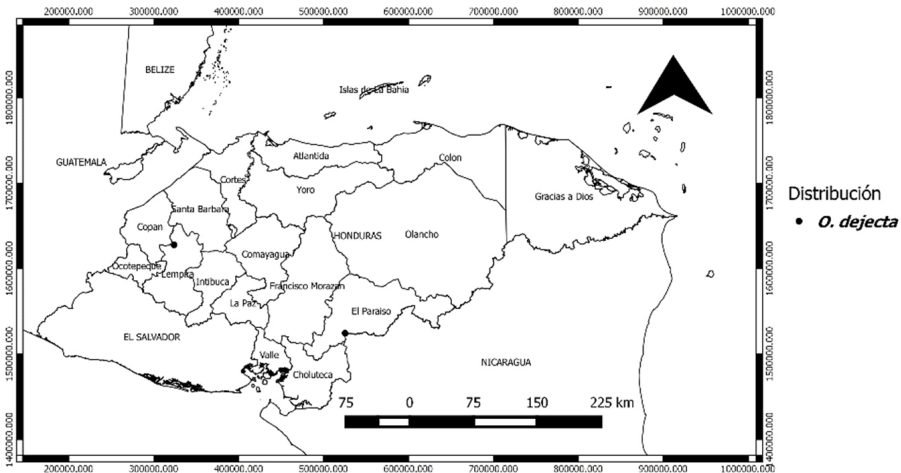 200000.000 300000.000 400000.000 500000.000 600000.000 700000.000 800000.000 900000.000 1000000.000
BELIZE
Islas de La Bahia
GUATEMALA
Atlantida
Colon
Cortes
Yoro
Gracias a Dios
Santa Barbara
Copan
HONDURAS
Olancho
Comayagua
Ocotepeque
Lempira
Intibuca
Francisco Morazan
La Paz
El Paraiso
EL SALVADOR
Valle
NICARAGUA
Choluteca
75 0 75 150 225 km
1800000.000
1700000.000
1600000.000
1500000.000
1400000.000
1800000.000
1700000.000
1600000.000
1500000.000
1400000.000
200000.000 300000.000 400000.000 500000.000 600000.000 700000.000 800000.000 900000.000 1000000.000
Distribución
O. dejecta